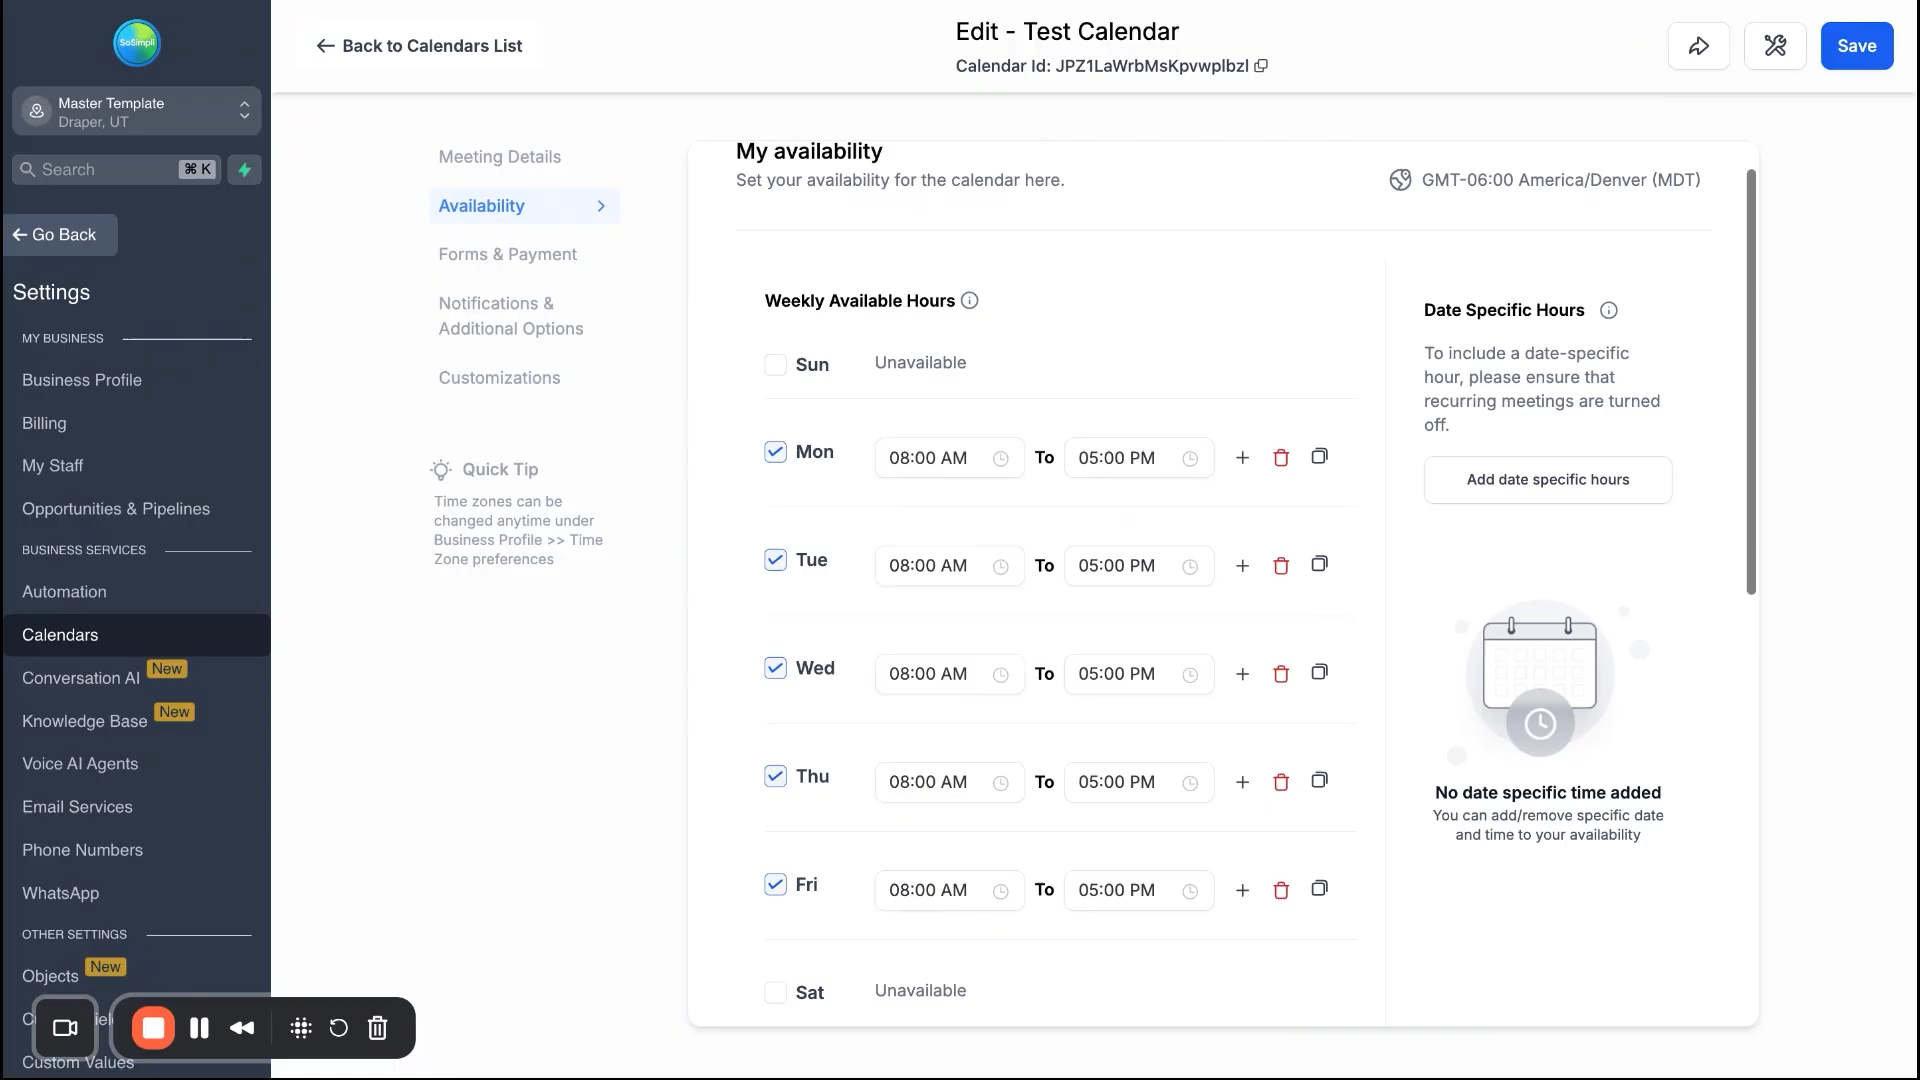 SoSimpli
Master Template
Draper, UT
Search
⌘ K
Go Back
Settings
MY BUSINESS
Business Profile
Billing
My Staff
Opportunities & Pipelines
BUSINESS SERVICES
Automation
Calendars
Conversation AI New
Knowledge Base New
Voice AI Agents
Email Services
Phone Numbers
WhatsApp
OTHER SETTINGS
Objects New
Custom Values
Back to Calendars List
Edit - Test Calendar
Calendar Id: JPZ1LaWrbMsKpvwplbzl
Save
Meeting Details
Availability
Forms & Payment
Notifications &
Additional Options
Customizations
Quick Tip
Time zones can be
changed anytime under
Business Profile >> Time
Zone preferences
My availability
Set your availability for the calendar here.
GMT-06:00 America/Denver (MDT)
Weekly Available Hours
Sun Unavailable
Mon 08:00 AM To 05:00 PM
Tue 08:00 AM To 05:00 PM
Wed 08:00 AM To 05:00 PM
Thu 08:00 AM To 05:00 PM
Fri 08:00 AM To 05:00 PM
Sat Unavailable
Date Specific Hours
To include a date-specific
hour, please ensure that
recurring meetings are turned
off.
Add date specific hours
No date specific time added
You can add/remove specific date
and time to your availability